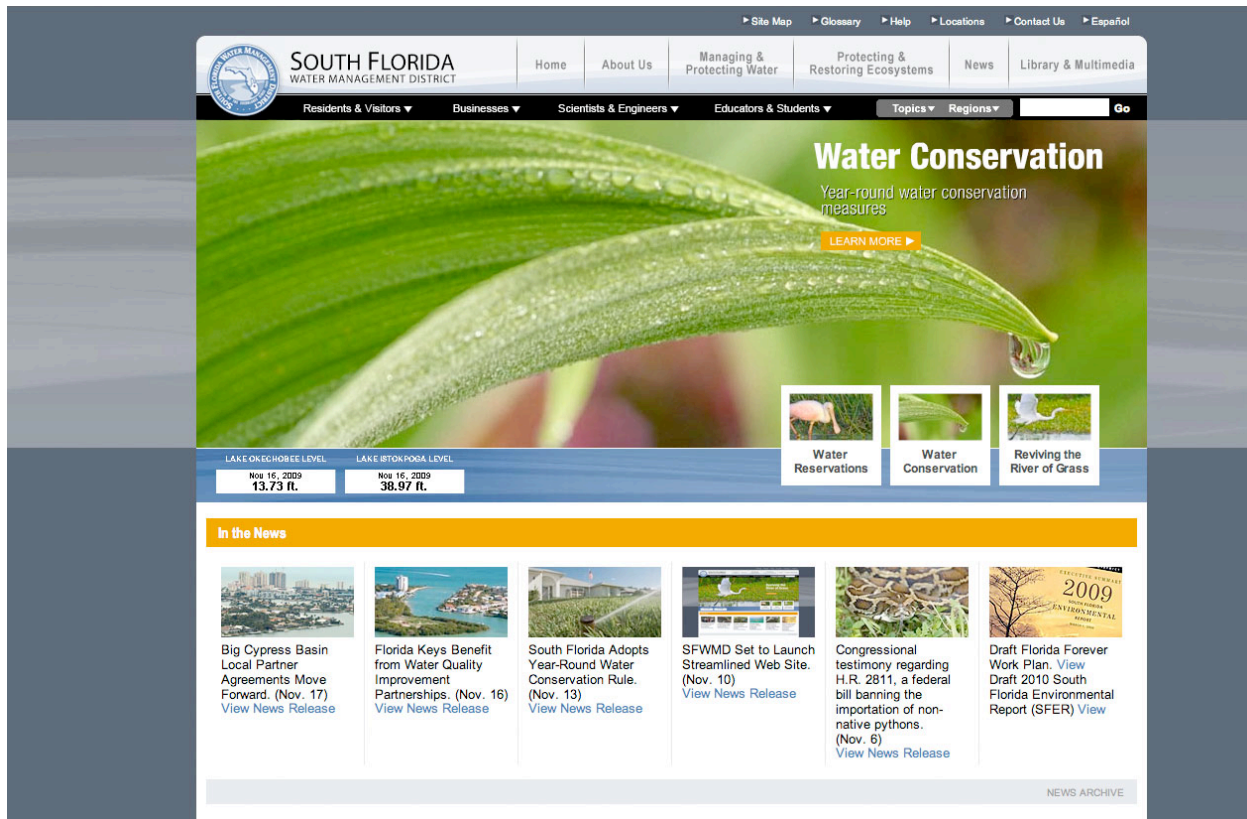 Site Map Glossary Help Locations Contact Us Español
SOUTH FLORIDA
WATER MANAGEMENT DISTRICT
Home About Us Managing & Protecting Water Protecting & Restoring Ecosystems News Library & Multimedia
Residents & Visitors Businesses Scientists & Engineers Educators & Students Topics Regions Go
Water Conservation
Year-round water conservation
measures
LEARN MORE
Water
Reservations
Water
Conservation
Reviving the
River of Grass
LAKE OKECHOBEE LEVEL
Nov 16, 2009
13.73 ft.
LAKE ISTOKPOGA LEVEL
Nov 16, 2009
38.97 ft.
In the News
Big Cypress Basin
Local Partner
Agreements Move
Forward. (Nov. 17)
View News Release
Florida Keys Benefit
from Water Quality
Improvement
Partnerships. (Nov. 16)
View News Release
South Florida Adopts
Year-Round Water
Conservation Rule.
(Nov. 13)
View News Release
SFWMD Set to Launch
Streamlined Web Site.
(Nov. 10)
View News Release
Congressional
testimony regarding
H.R. 2811, a federal
bill banning the
importation of non-
native pythons.
(Nov. 6)
View News Release
EXECUTIVE SUMMARY
2009
SOUTH FLORIDA
ENVIRONMENTAL
REPORT
Draft Florida Forever
Work Plan. View
Draft 2010 South
Florida Environmental
Report (SFER) View
NEWS ARCHIVE